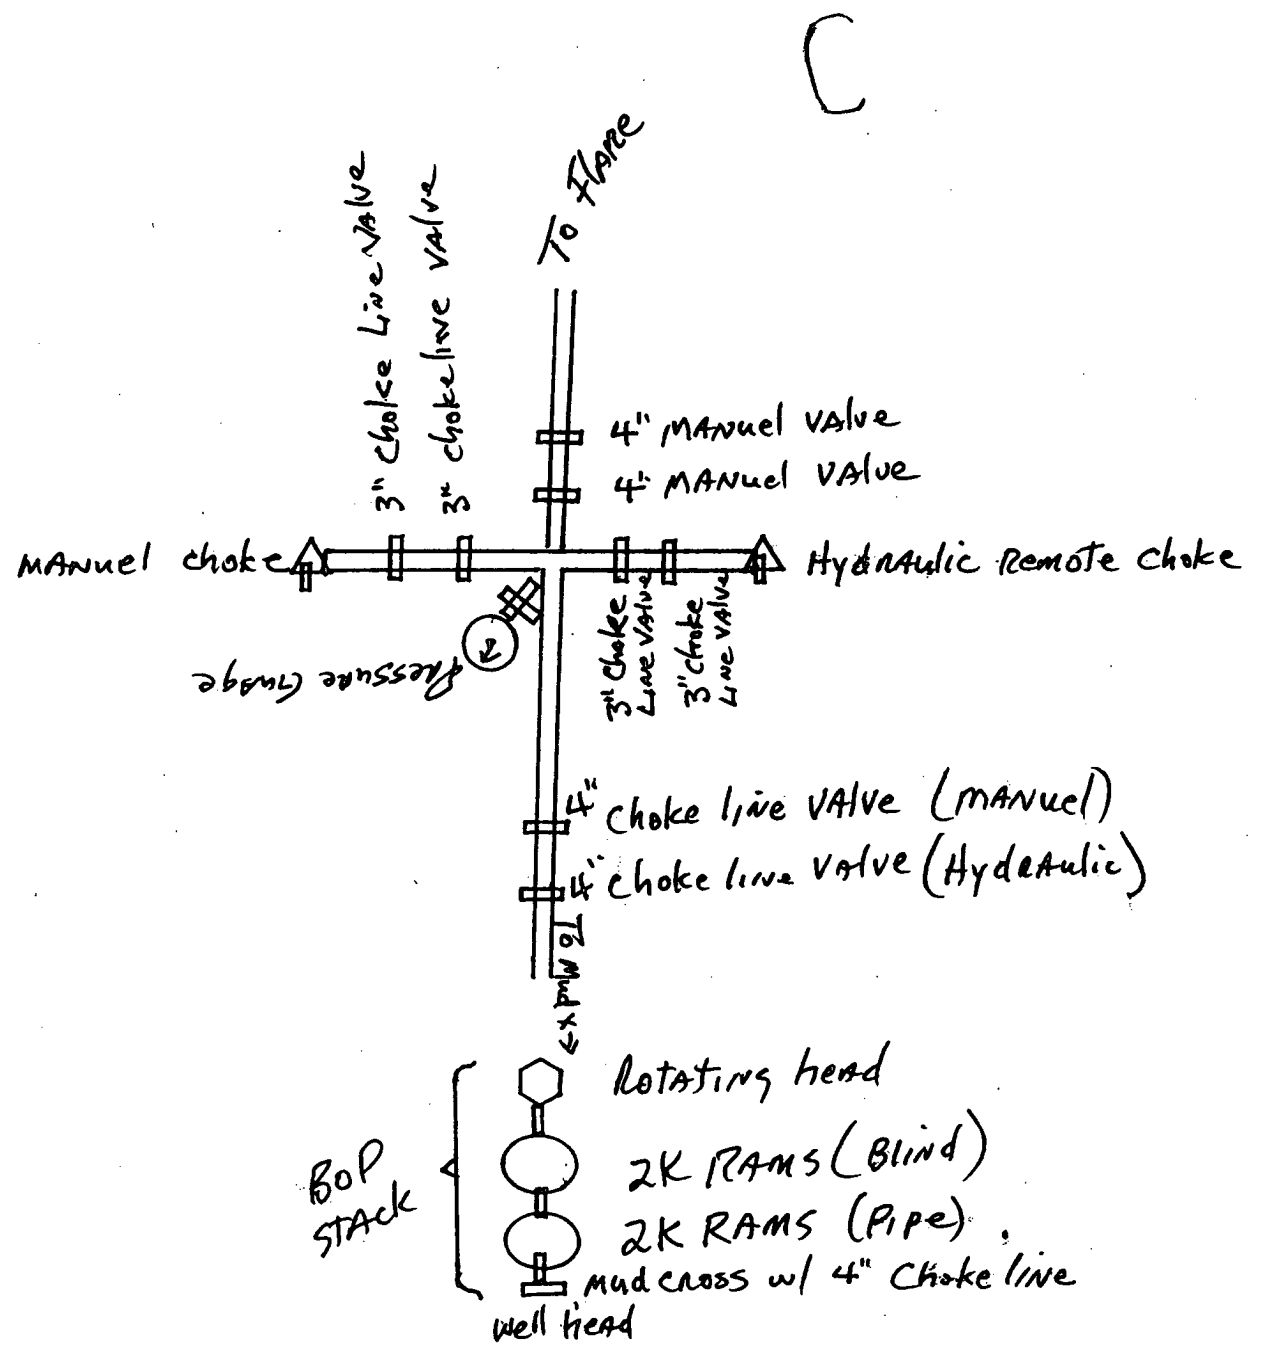 C
To Flare
3" Choke Line Valve
3" Choke line Valve
4" Manuel Valve
4" Manuel Valve
Manuel Choke
Hydraulic Remote Choke
3" Choke
Line Valve
3" Choke
Line Valve
Pressure Guage
4" Choke line Valve (Manuel)
4" Choke line Valve (Hydraulic)
To Mud x>
Rotating head
BOP
Stack
2K Rams (Blind)
2K Rams (Pipe).
Mud cross w/ 4" Choke line
Well head